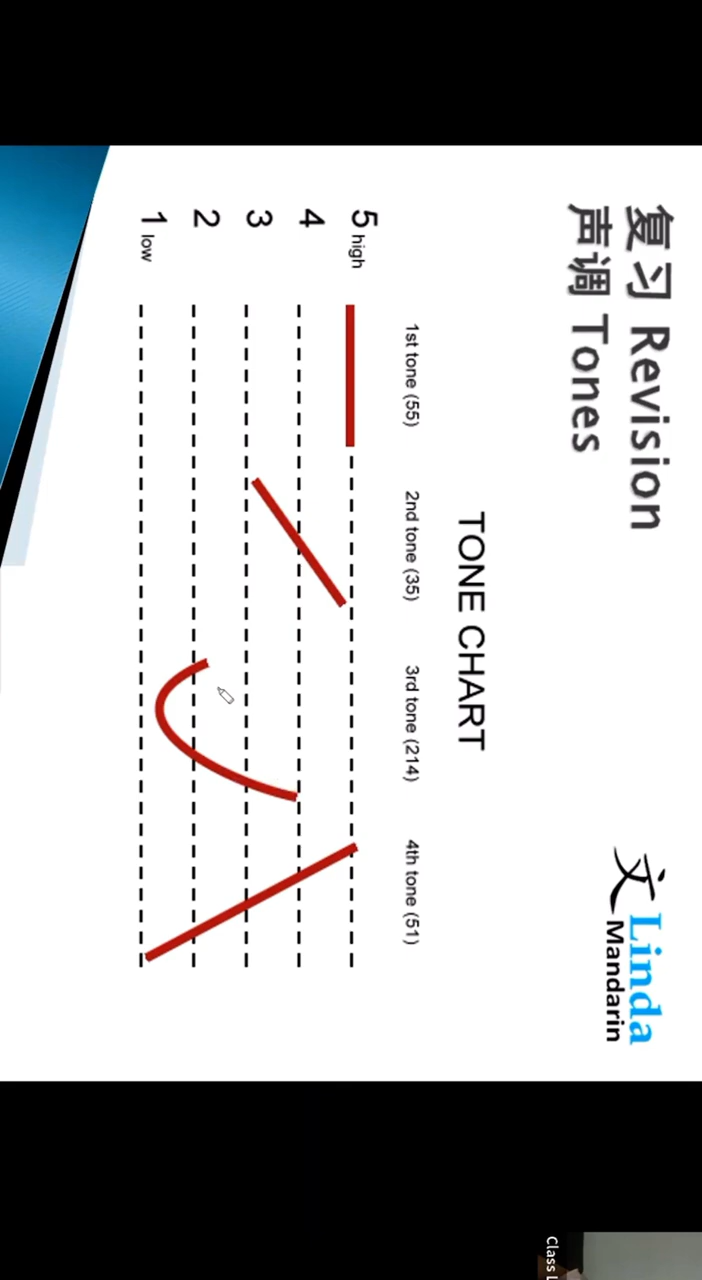 复习 Revision
声调 Tones
Linda
文 Mandarin
TONE CHART
1st tone (55)
2nd tone (35)
3rd tone (214)
4th tone (51)
5 high
4
3
2
1 low
Class